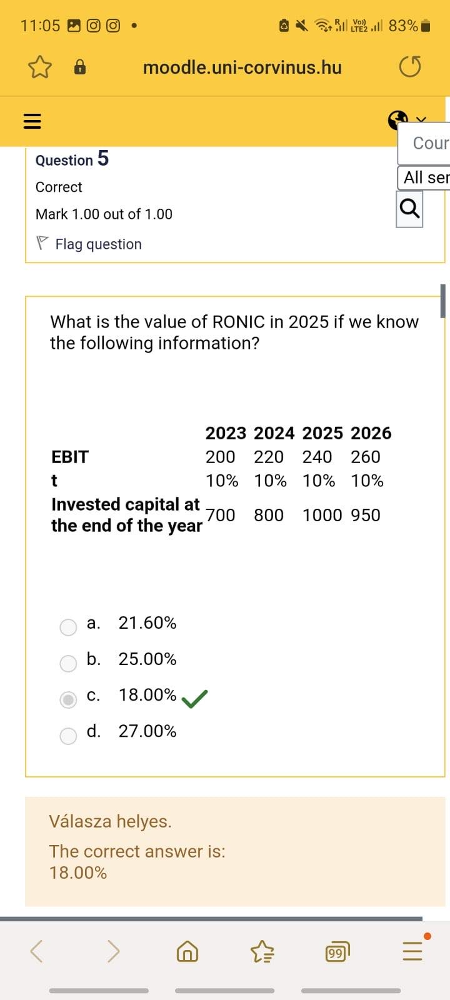 11:05
Vo)) R
LTE2 83%
moodle.uni-corvinus.hu
Cour
All ser
Question 5
Correct
Mark 1.00 out of 1.00
Flag question
What is the value of RONIC in 2025 if we know
the following information?
2023 2024 2025 2026
EBIT 200 220 240 260
t 10% 10% 10% 10%
Invested capital at
the end of the year 700 800 1000 950
a. 21.60%
b. 25.00%
c. 18.00%
d. 27.00%
Válasza helyes.
The correct answer is:
18.00%
99